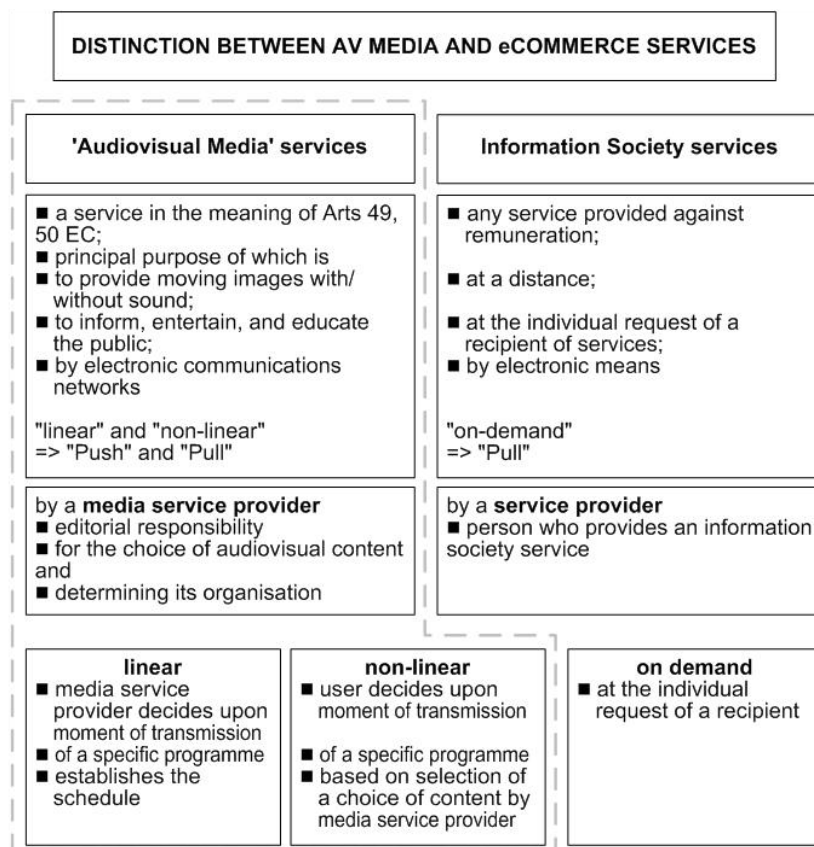 DISTINCTION BETWEEN AV MEDIA AND eCOMMERCE SERVICES
'Audiovisual Media' services
■ a service in the meaning of Arts 49,
50 EC;
■ principal purpose of which is
■ to provide moving images with/
without sound;
■ to inform, entertain, and educate
the public;
■ by electronic communications
networks
"linear" and "non-linear"
=> "Push" and "Pull"
by a media service provider
■ editorial responsibility
■ for the choice of audiovisual content
and
■ determining its organisation
Information Society services
■ any service provided against
remuneration;
■ at a distance;
■ at the individual request of a
recipient of services;
■ by electronic means
"on-demand"
=> "Pull"
by a service provider
■ person who provides an information
society service
linear
■ media service
provider decides upon
moment of transmission
■ of a specific programme
■ establishes the
schedule
non-linear
■ user decides upon
moment of transmission
■ of a specific programme
■ based on selection of
a choice of content by
media service provider
on demand
■ at the individual
request of a recipient